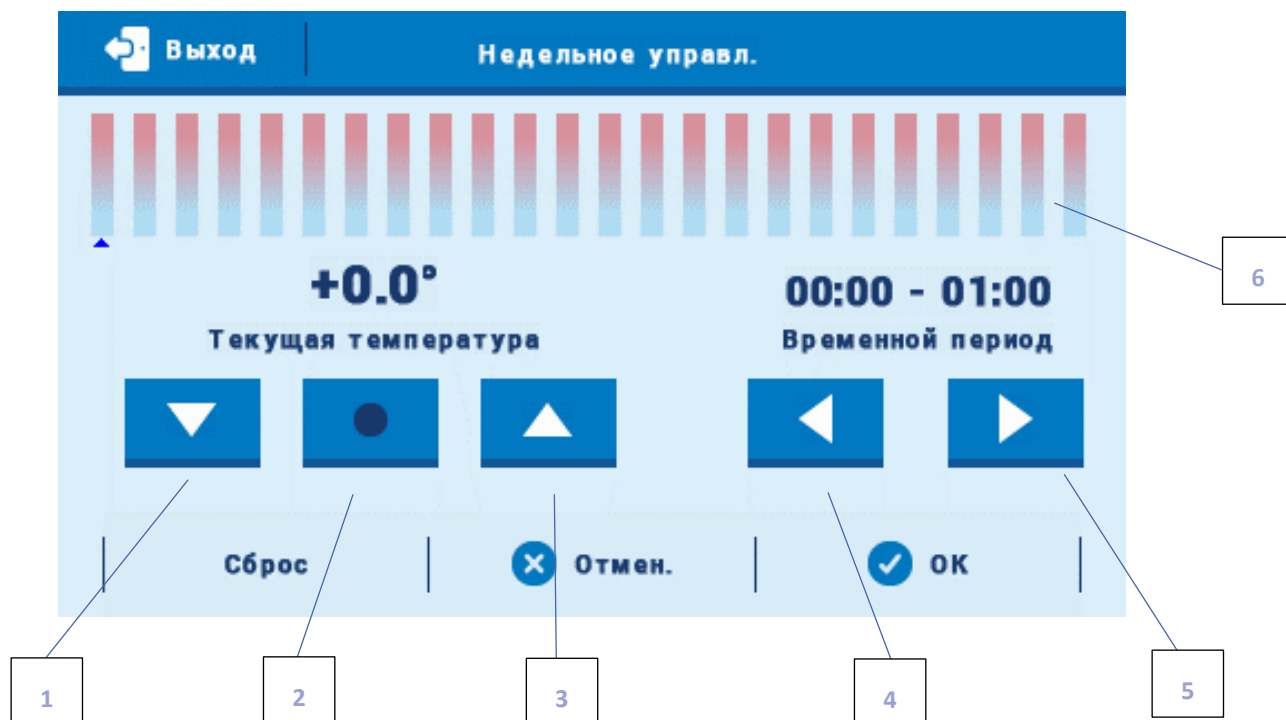 Выход
Недельное управл.
+0.0°
00:00 - 01:00
Текущая температура
Временной период
Сброс
Отмен.
OK
6
1
2
3
4
5